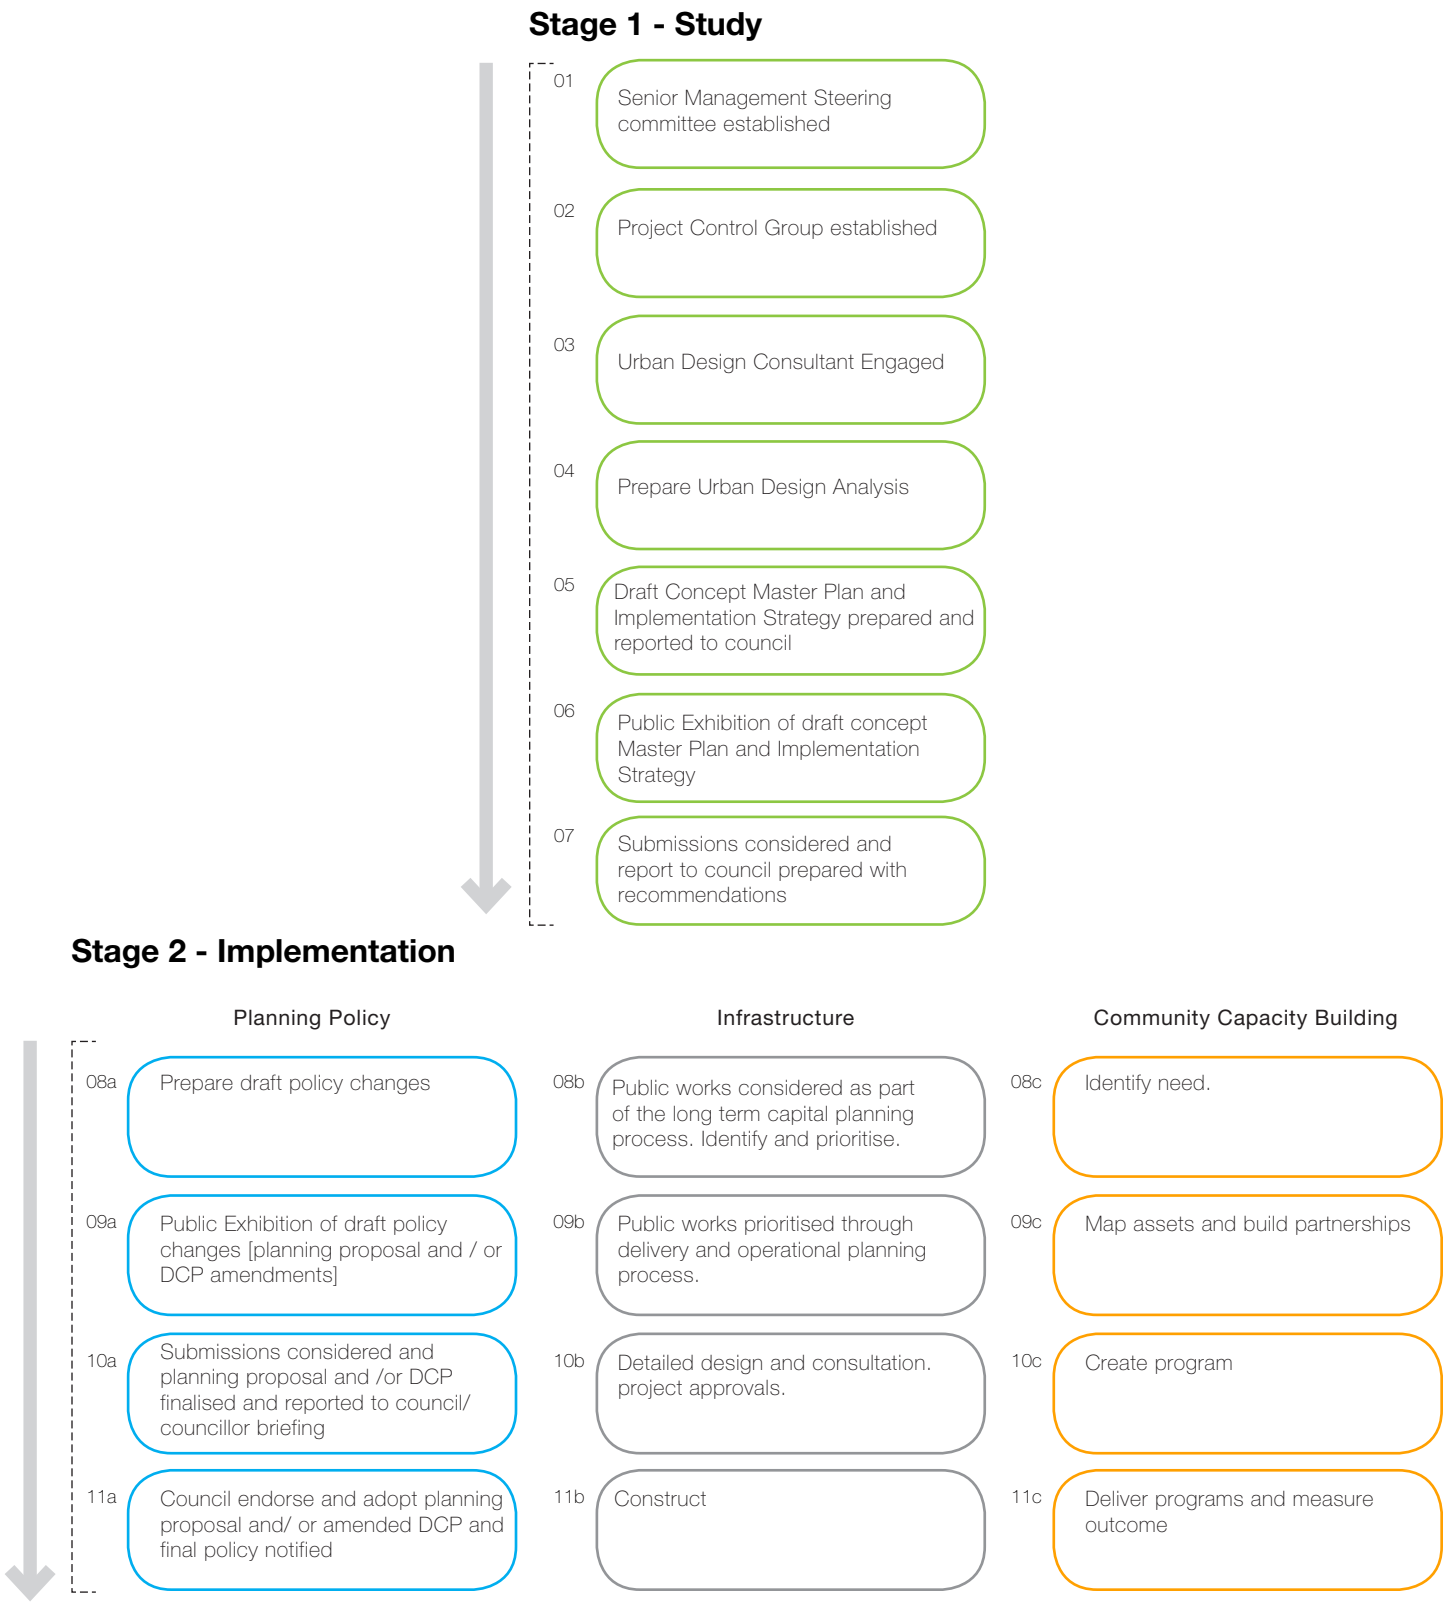 Stage 1 - Study
01
Senior Management Steering
committee established
02
Project Control Group established
03
Urban Design Consultant Engaged
04
Prepare Urban Design Analysis
05
Draft Concept Master Plan and
Implementation Strategy prepared and
reported to council
06
Public Exhibition of draft concept
Master Plan and Implementation
Strategy
07
Submissions considered and
report to council prepared with
recommendations
Stage 2 - Implementation
Planning Policy
08a
Prepare draft policy changes
09a
Public Exhibition of draft policy
changes [planning proposal and / or
DCP amendments]
10a
Submissions considered and
planning proposal and /or DCP
finalised and reported to council/
councillor briefing
11a
Council endorse and adopt planning
proposal and/ or amended DCP and
final policy notified
Infrastructure
08b
Public works considered as part
of the long term capital planning
process. Identify and prioritise.
09b
Public works prioritised through
delivery and operational planning
process.
10b
Detailed design and consultation.
project approvals.
11b
Construct
Community Capacity Building
08c
Identify need.
09c
Map assets and build partnerships
10c
Create program
11c
Deliver programs and measure
outcome